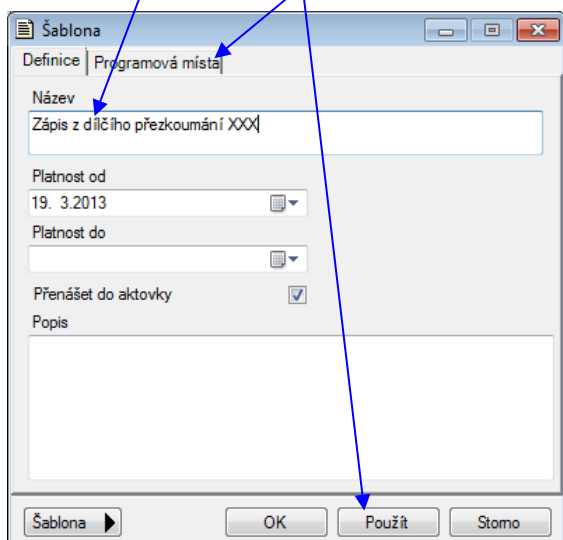 Šablona
Definice Programová místa
Název
Zápis z dílčího přezkoumání XXX
Platnost od
19. 3.2013
Platnost do
Přenášet do aktovky
Popis
Šablona OK Použít Storno